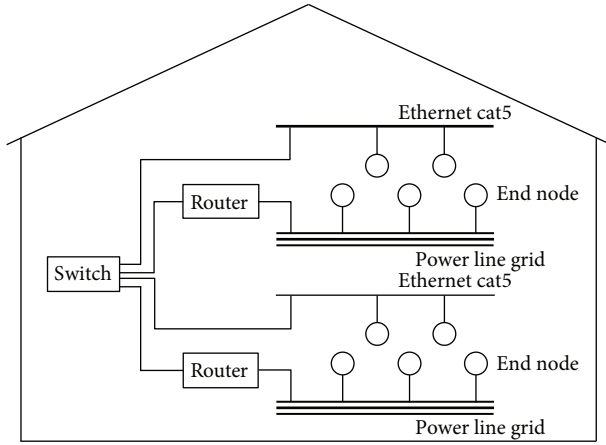 Ethernet cat5
Router
End node
Power line grid
Switch
Ethernet cat5
Router
End node
Power line grid